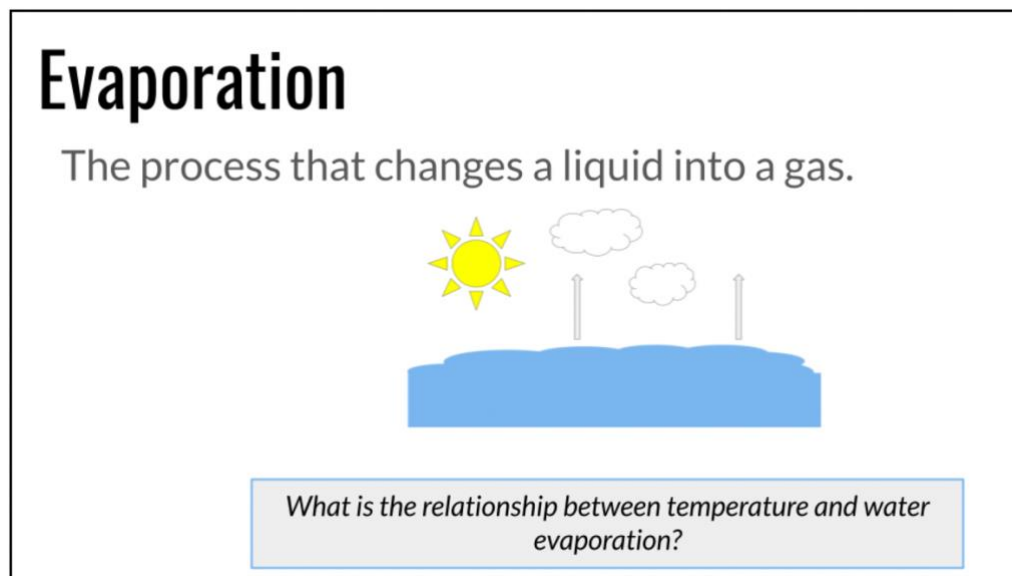 Evaporation
The process that changes a liquid into a gas.
What is the relationship between temperature and water
evaporation?